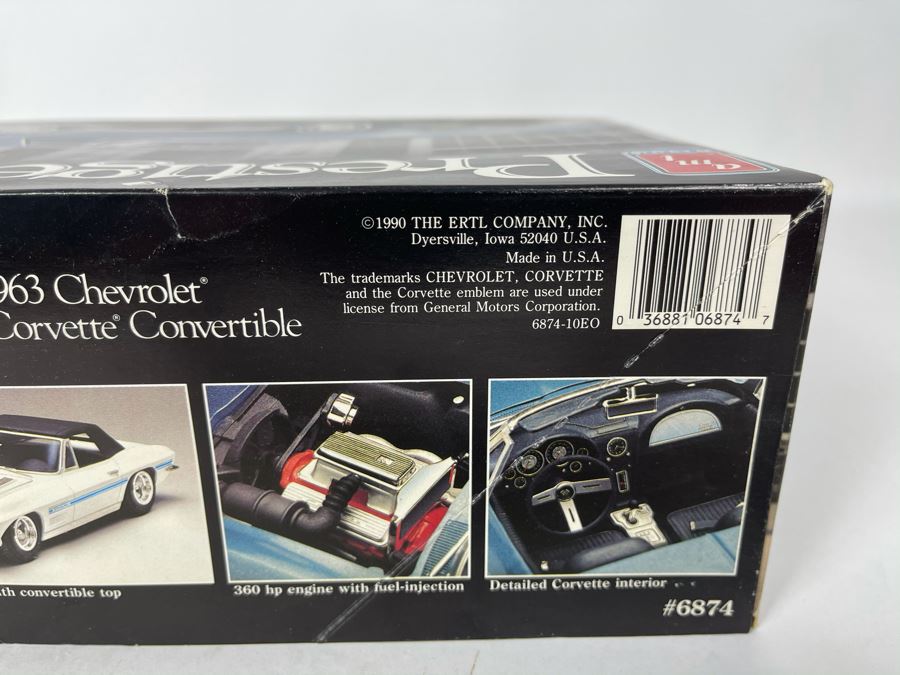 Prestige
amt
©1990 THE ERTL COMPANY, INC.
Dyersville, Iowa 52040 U.S.A.
Made in U.S.A.
The trademarks CHEVROLET, CORVETTE
and the Corvette emblem are used under
license from General Motors Corporation.
6874-10EO
0 36881 06874 7
963 Chevrolet®
Corvette® Convertible
th convertible top
360 hp engine with fuel-injection
Detailed Corvette interior
#6874